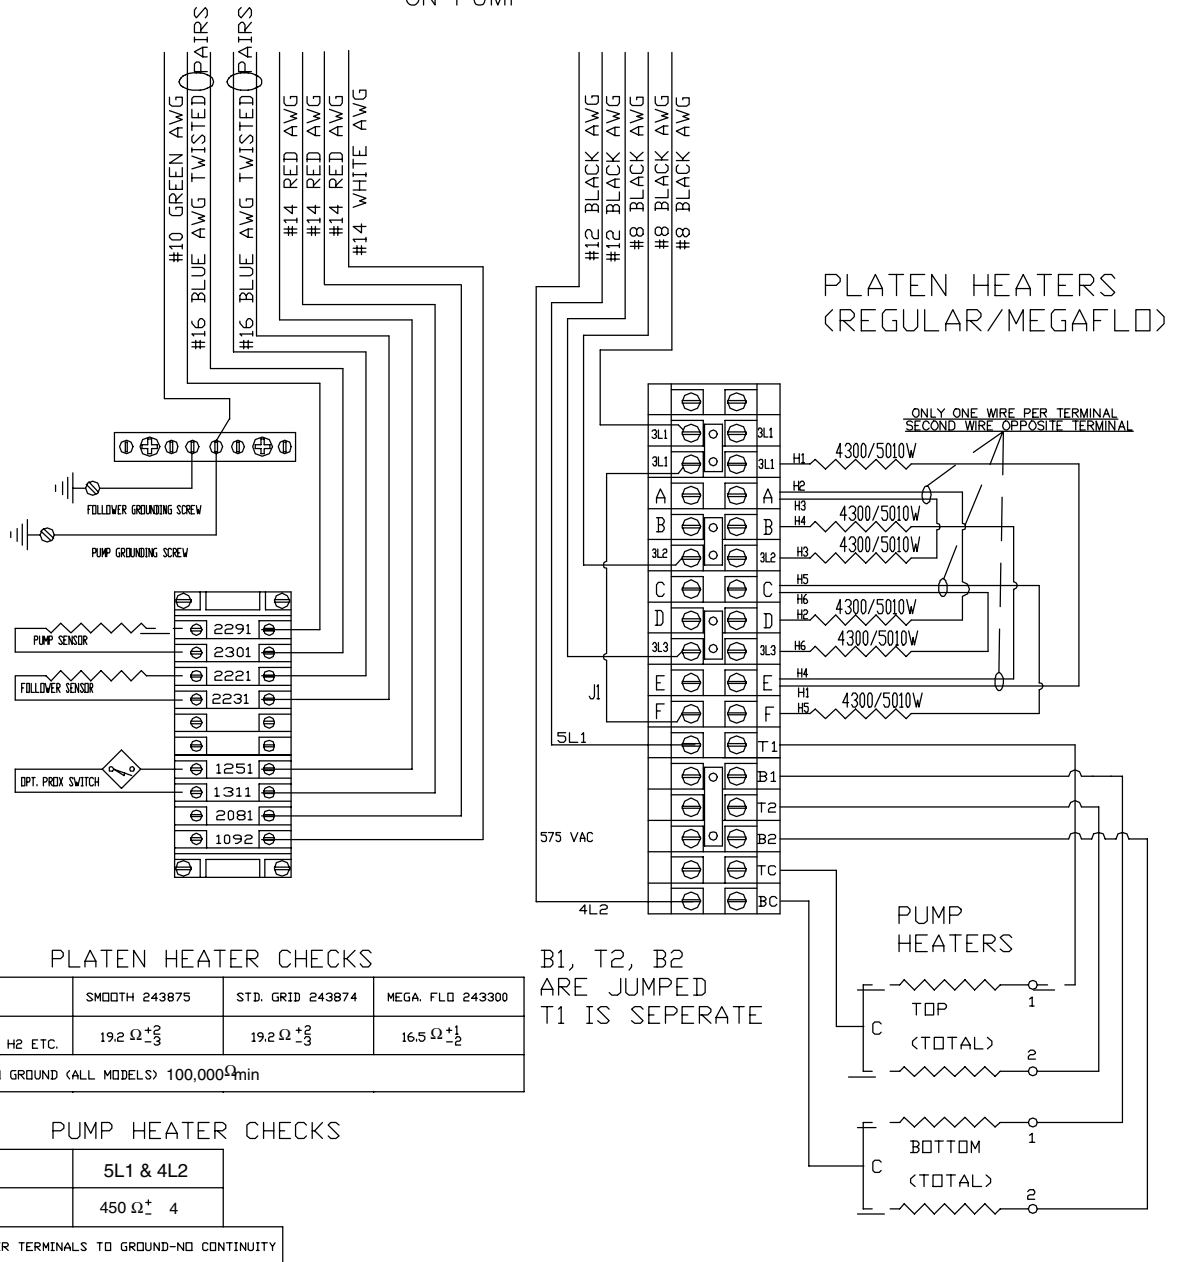 ON PUMP
#10 GREEN AWG
#16 BLUE AWG TWISTED PAIRS
#16 BLUE AWG TWISTED PAIRS
#14 RED AWG
#14 RED AWG
#14 RED AWG
#14 WHITE AWG
#12 BLACK AWG
#12 BLACK AWG
#8 BLACK AWG
#8 BLACK AWG
#8 BLACK AWG
PLATEN HEATERS
(REGULAR/MEGAFLO)
ONLY ONE WIRE PER TERMINAL
SECOND WIRE OPPOSITE TERMINAL
FOLLOWER GROUNDING SCREW
PUMP GROUNDING SCREW
PUMP SENSOR
2291
2301
FOLLOWER SENSOR
2221
2231
OPT. PROX SWITCH
1251
1311
2081
1092
3L1 3L1
3L1 3L1 H1 4300/5010W
A A H2
H3
B B H4 4300/5010W
3L2 3L2 H3 4300/5010W
C C H5
H6
D D H2 4300/5010W
3L3 3L3 H6 4300/5010W
E E H4
H1
J1
F F H5 4300/5010W
5L1 T1
B1
T2
575 VAC B2
TC
4L2 BC
B1, T2, B2
ARE JUMPED
T1 IS SEPERATE
PUMP
HEATERS
1
TOP
C
(TOTAL)
2
1
BOTTOM
C
(TOTAL)
2
PLATEN HEATER CHECKS
SMOOTH 243875 STD. GRID 243874 MEGA. FLO 243300
H2 ETC. 19.2 Ω +2 -3 19.2 Ω +2 -3 16.5 Ω +1 -2
GROUND (ALL MODELS) 100,000 Ω min
PUMP HEATER CHECKS
5L1 & 4L2
450 Ω +- 4
ER TERMINALS TO GROUND-NO CONTINUITY